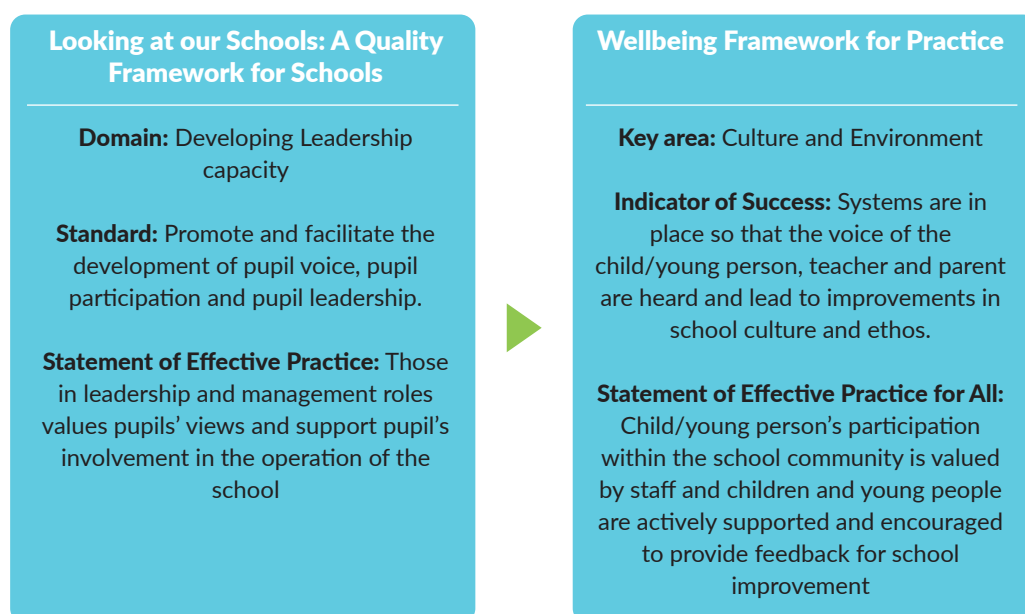 Looking at our Schools: A Quality
Framework for Schools
Domain: Developing Leadership
capacity
Standard: Promote and facilitate the
development of pupil voice, pupil
participation and pupil leadership.
Statement of Effective Practice: Those
in leadership and management roles
values pupils’ views and support pupil’s
involvement in the operation of the
school
Wellbeing Framework for Practice
Key area: Culture and Environment
Indicator of Success: Systems are in
place so that the voice of the
child/young person, teacher and parent
are heard and lead to improvements in
school culture and ethos.
Statement of Effective Practice for All:
Child/young person’s participation
within the school community is valued
by staff and children and young people
are actively supported and encouraged
to provide feedback for school
improvement